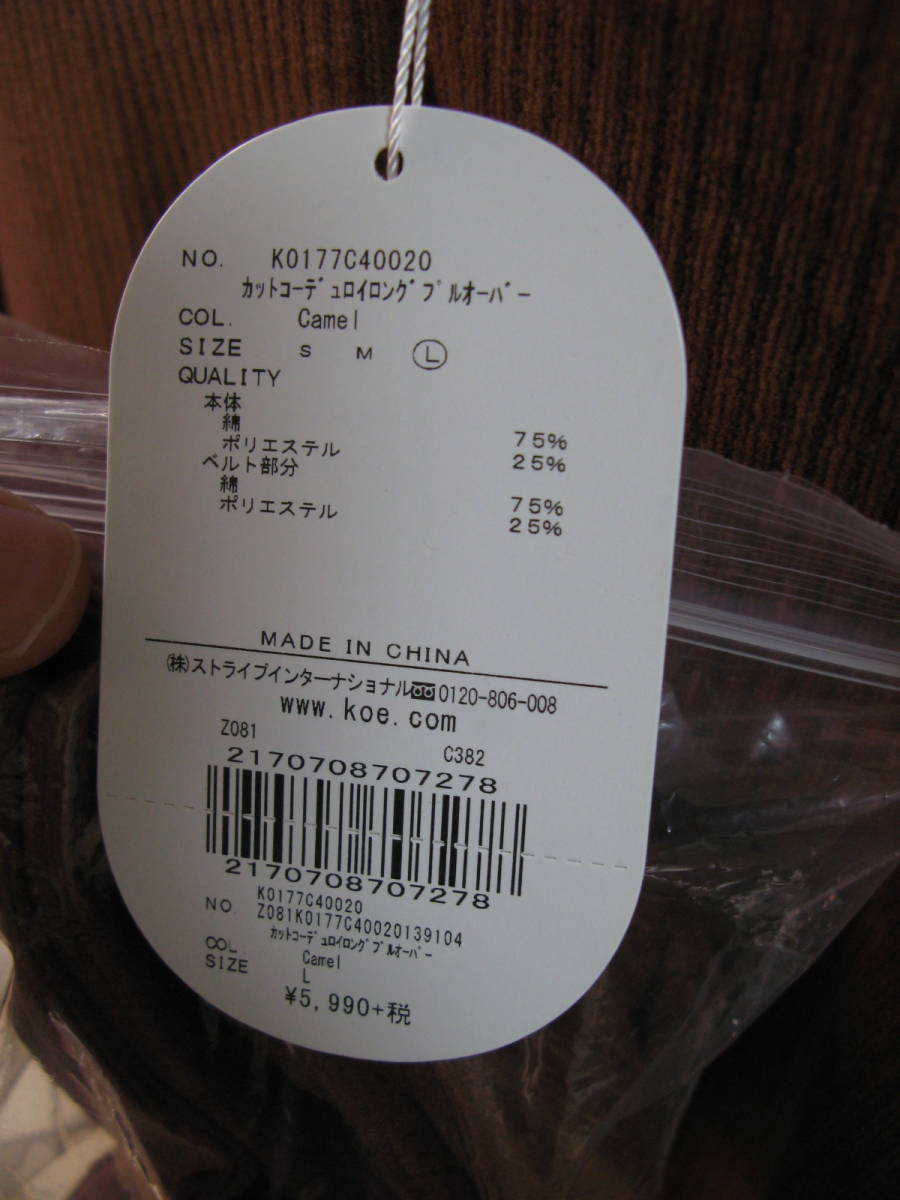 NO. K0177C40020
カットコーデュロイロングプルオーバー
COL. Camel
SIZE S M Ⓛ
QUALITY
本体
綿 75%
ポリエステル 25%
ベルト部分
綿 75%
ポリエステル 25%
MADE IN CHINA
(株)ストライプインターナショナル 0120-806-008
www.koe.com
Z081 C382
2170708707278
2170708707278
K0177C40020
NO. Z081K0177C40020139104
カットコーデュロイロングプルオーバー
COL. Camel
SIZE L
¥5,990+税